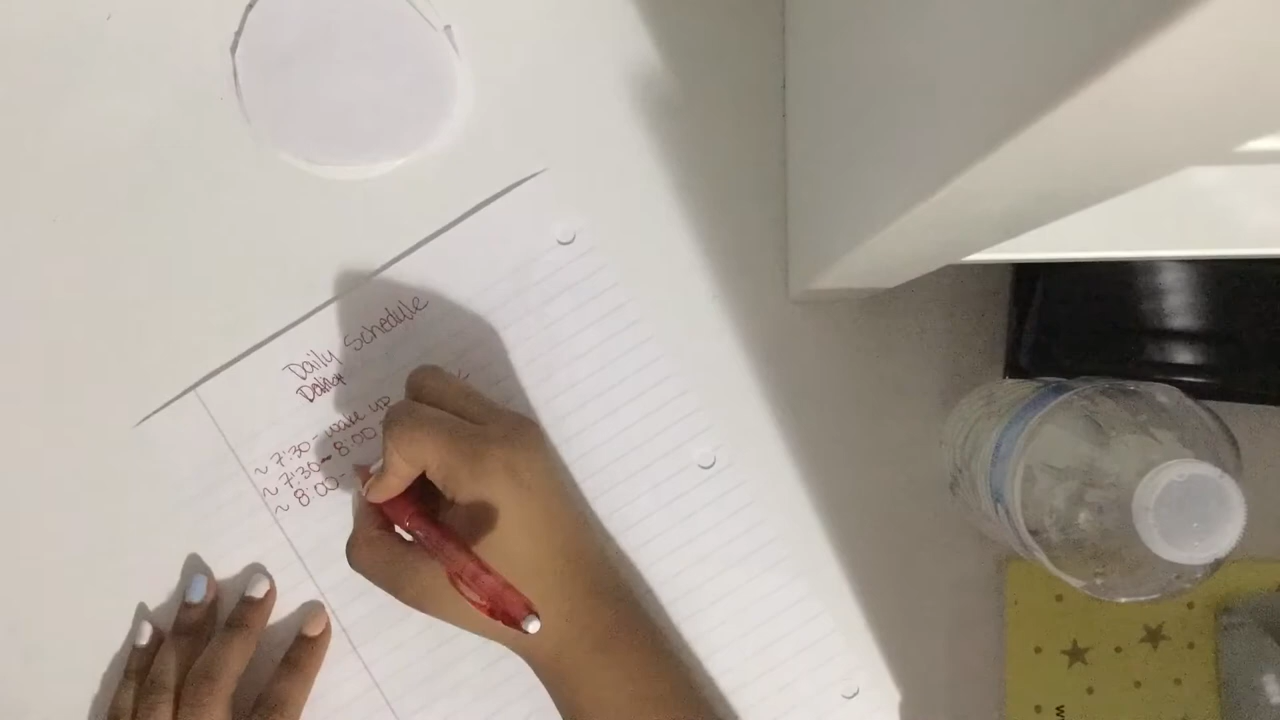 Daily Schedule
~ 7:30 - wake up
~ 7:30 ~ 8:00
~ 8:00 -
w